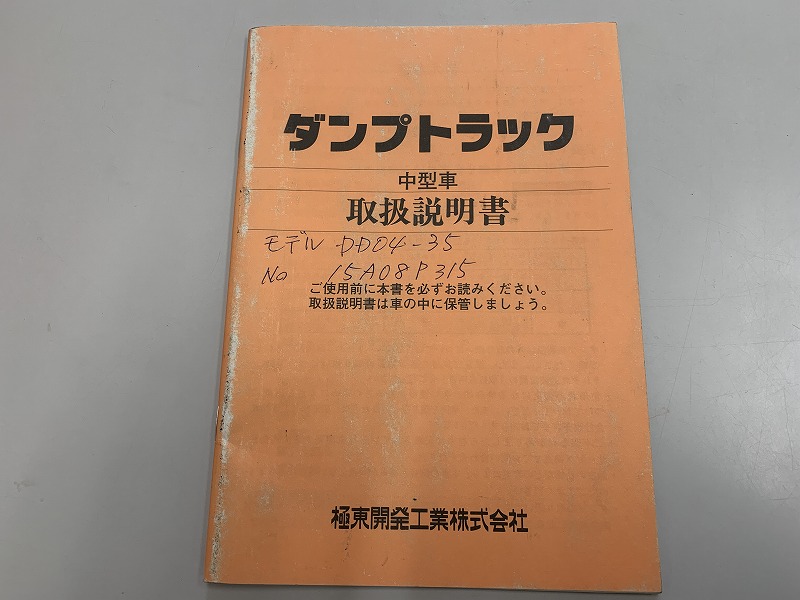 ダンプトラック
中型車
取扱説明書
モデル DD04-35
No 15A08P315
ご使用前に本書を必ずお読みください。
取扱説明書は車の中に保管しましょう。
極東開発工業株式会社